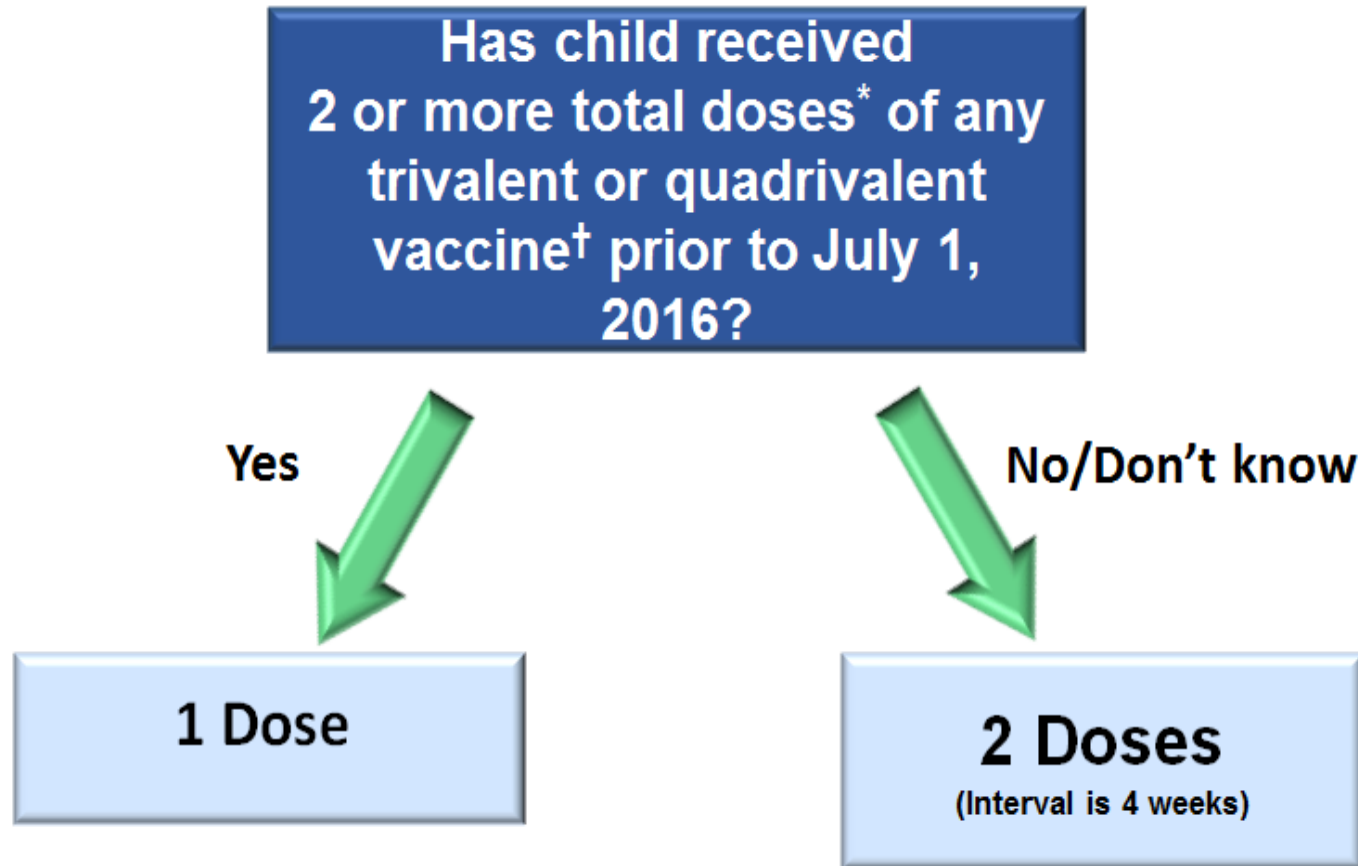 Has child received
2 or more total doses* of any
trivalent or quadrivalent
vaccine† prior to July 1,
2016?
Yes
No/Don’t know
1 Dose
2 Doses
(Interval is 4 weeks)